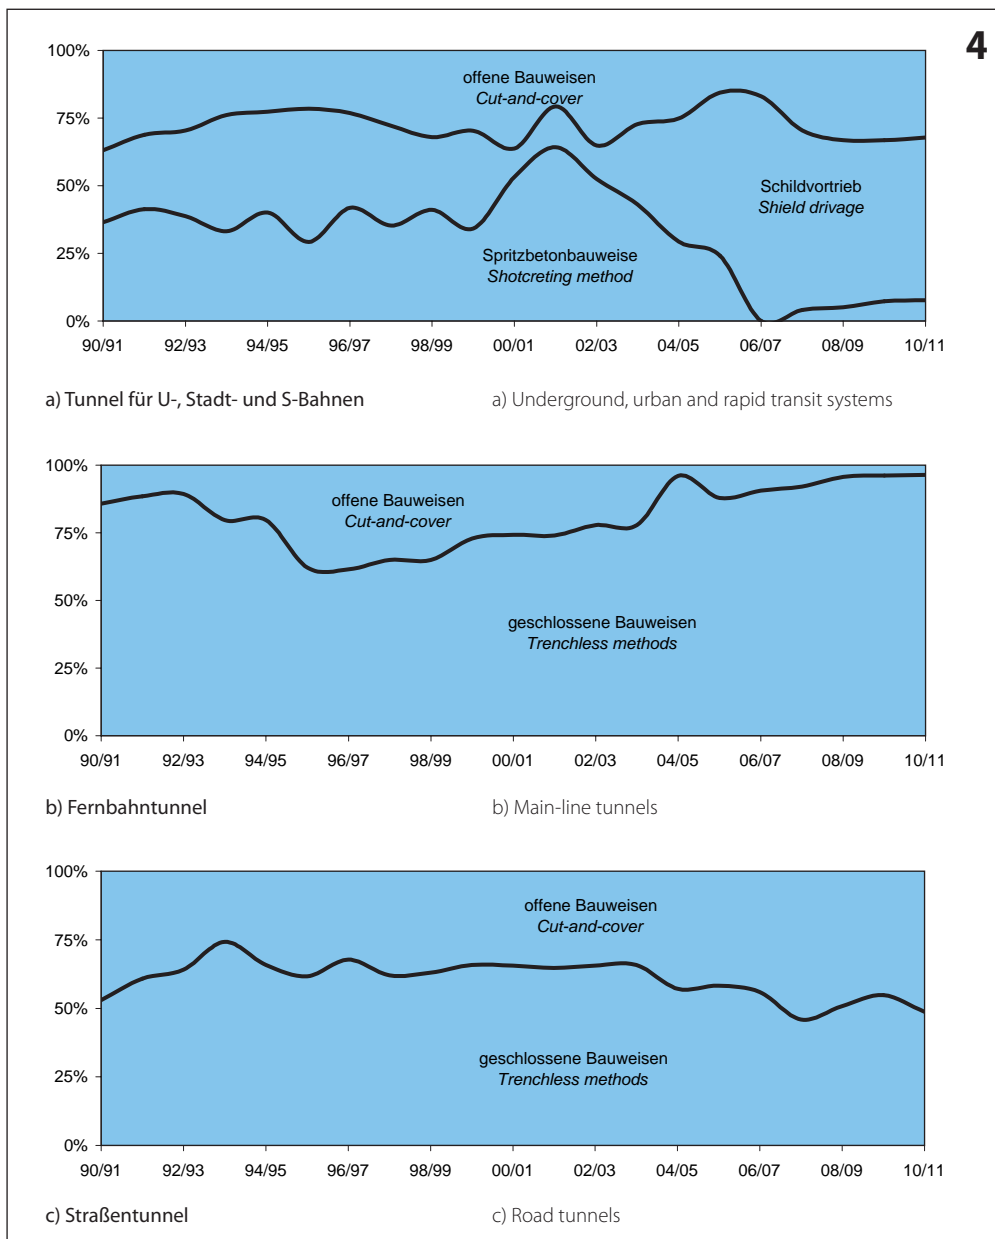 4
100%
75%
50%
25%
0%
offene Bauweisen
Cut-and-cover
Schildvortrieb
Shield drivage
Spritzbetonbauweise
Shotcreting method
90/91 92/93 94/95 96/97 98/99 00/01 02/03 04/05 06/07 08/09 10/11
a) Tunnel für U-, Stadt- und S-Bahnen a) Underground, urban and rapid transit systems
100%
75%
50%
25%
0%
offene Bauweisen
Cut-and-cover
geschlossene Bauweisen
Trenchless methods
90/91 92/93 94/95 96/97 98/99 00/01 02/03 04/05 06/07 08/09 10/11
b) Fernbahntunnel b) Main-line tunnels
100%
75%
50%
25%
0%
offene Bauweisen
Cut-and-cover
geschlossene Bauweisen
Trenchless methods
90/91 92/93 94/95 96/97 98/99 00/01 02/03 04/05 06/07 08/09 10/11
c) Straßentunnel c) Road tunnels